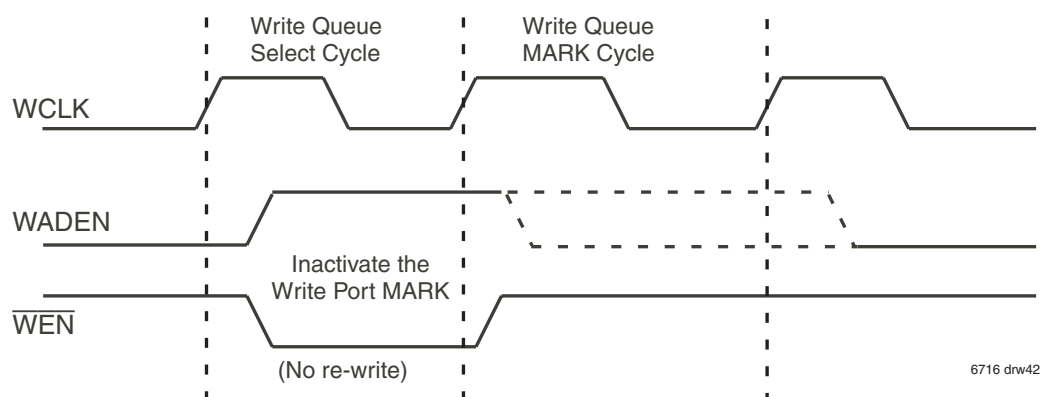 Write Queue
Select Cycle
Write Queue
MARK Cycle
WCLK
WADEN
Inactivate the
Write Port MARK
WEN
(No re-write)
6716 drw42